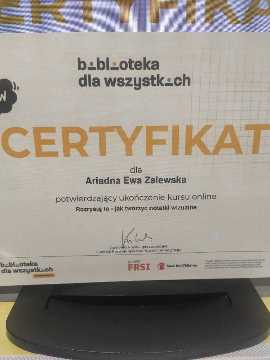 CERTYFIKAT
biblioteka
dla wszystkich
W
CERTYFIKAT
dla
Ariadna Ewa Zalewska
potwierdzający ukończenie kursu online
Rozrysuj to - jak tworzyć notatki wizualne
biblioteka
dla wszystkich
FRSI